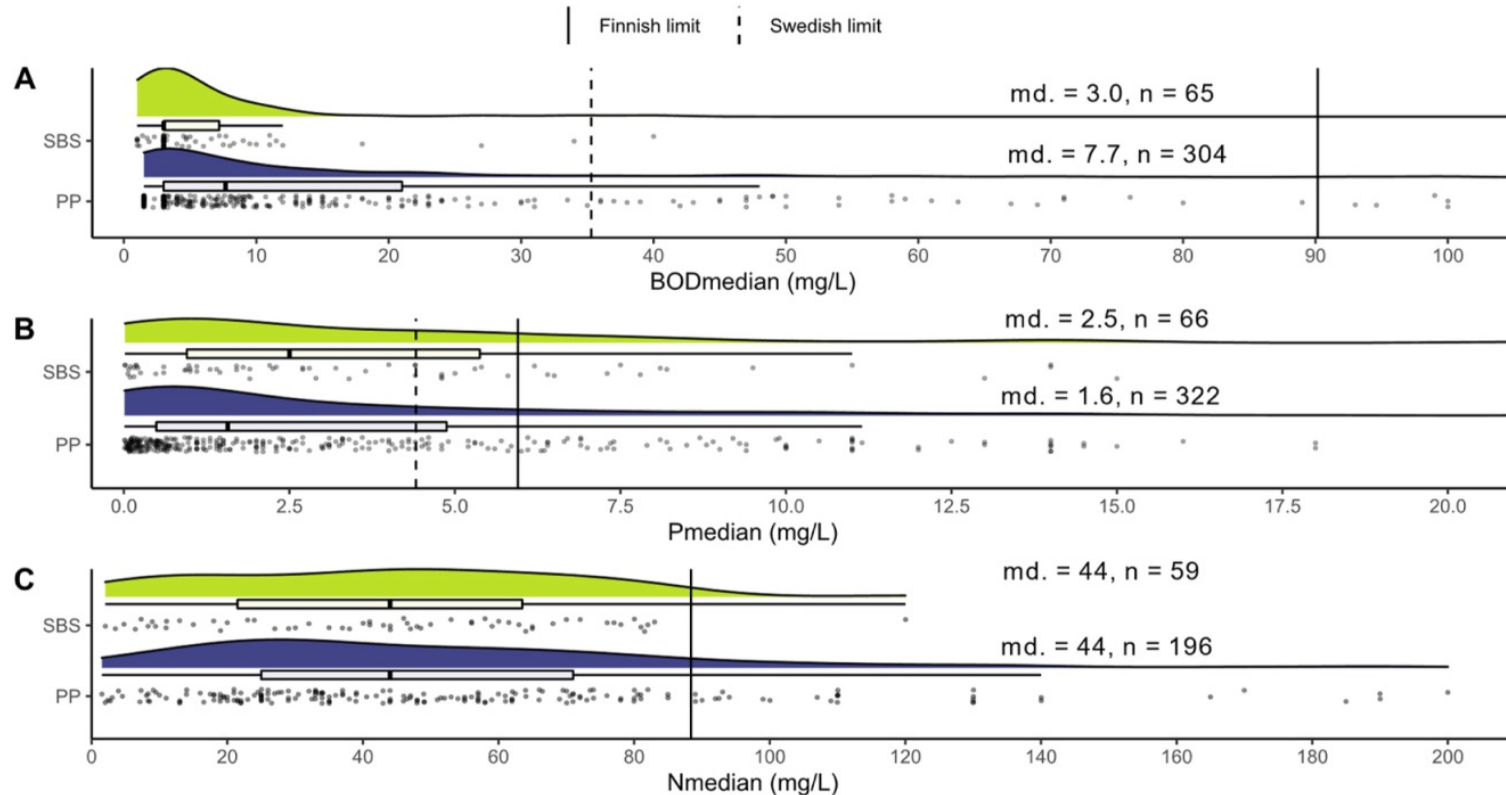 Finnish limit Swedish limit
A
md. = 3.0, n = 65
SBS
md. = 7.7, n = 304
PP
0 10 20 30 40 50 60 70 80 90 100
BODmedian (mg/L)
B
md. = 2.5, n = 66
SBS
md. = 1.6, n = 322
PP
0.0 2.5 5.0 7.5 10.0 12.5 15.0 17.5 20.0
Pmedian (mg/L)
C
md. = 44, n = 59
SBS
md. = 44, n = 196
PP
0 20 40 60 80 100 120 140 160 180 200
Nmedian (mg/L)